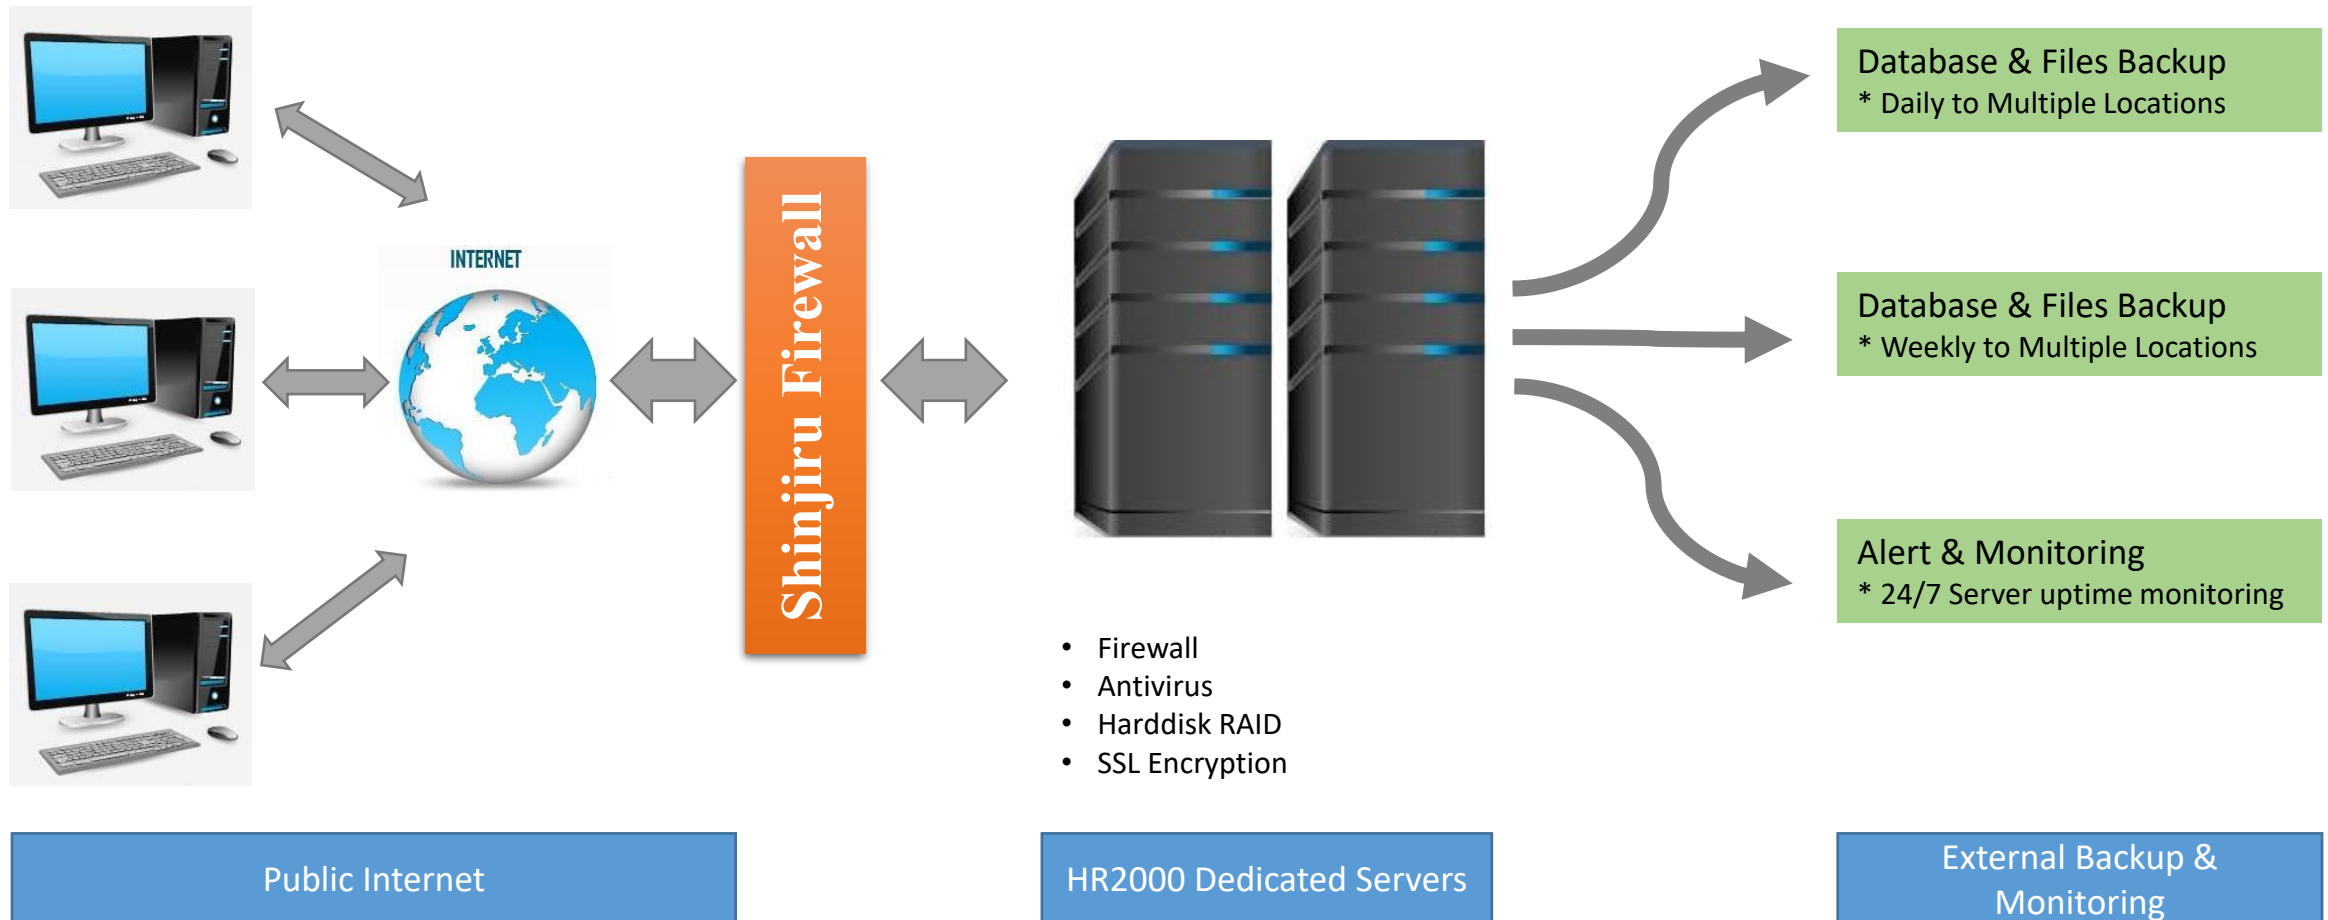 INTERNET
Shinjiru Firewall
• Firewall
• Antivirus
• Harddisk RAID
• SSL Encryption
Database & Files Backup
* Daily to Multiple Locations
Database & Files Backup
* Weekly to Multiple Locations
Alert & Monitoring
* 24/7 Server uptime monitoring
Public Internet
HR2000 Dedicated Servers
External Backup &
Monitoring